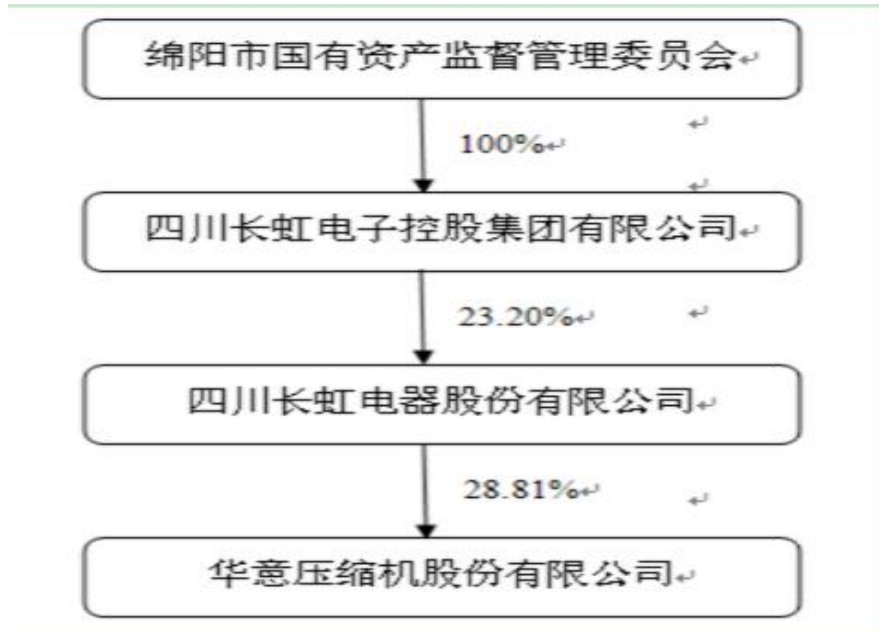 绵阳市国有资产监督管理委员会
100%
四川长虹电子控股集团有限公司
23.20%
四川长虹电器股份有限公司
28.81%
华意压缩机股份有限公司